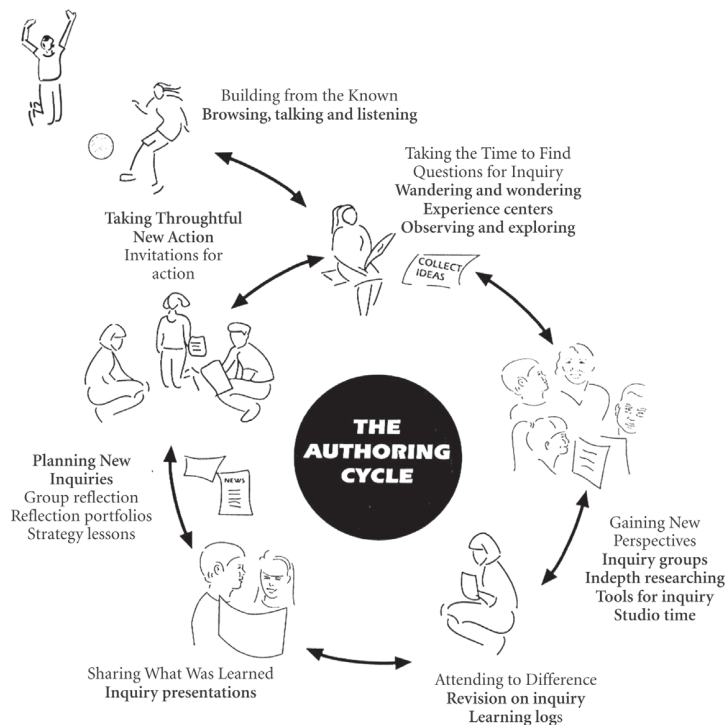 Building from the Known
Browsing, talking and listening
Taking the Time to Find
Questions for Inquiry
Wandering and wondering
Experience centers
Observing and exploring
COLLECT
IDEAS
Gaining New
Perspectives
Inquiry groups
Indepth researching
Tools for inquiry
Studio time
Attending to Difference
Revision on inquiry
Learning logs
Sharing What Was Learned
Inquiry presentations
Planning New
Inquiries
Group reflection
Reflection portfolios
Strategy lessons
NEWS
Taking Throughtful
New Action
Invitations for
action
THE
AUTHORING
CYCLE